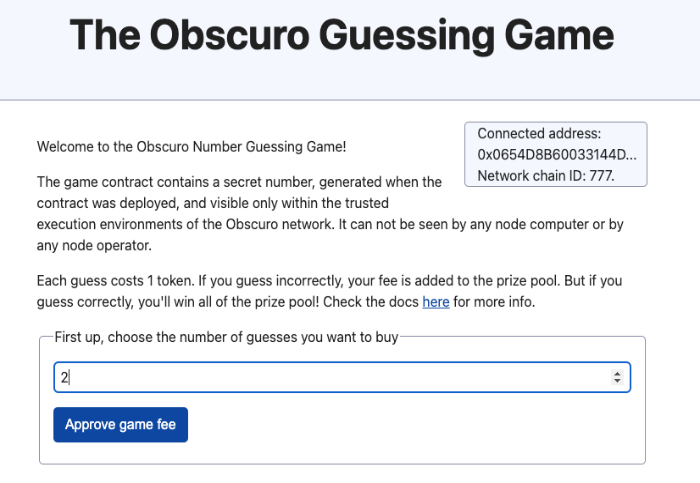 The Obscuro Guessing Game
Connected address:
0x0654D8B60033144D...
Network chain ID: 777.
Welcome to the Obscuro Number Guessing Game!
The game contract contains a secret number, generated when the
contract was deployed, and visible only within the trusted
execution environments of the Obscuro network. It can not be seen by any node computer or by
any node operator.
Each guess costs 1 token. If you guess incorrectly, your fee is added to the prize pool. But if you
guess correctly, you'll win all of the prize pool! Check the docs here for more info.
First up, choose the number of guesses you want to buy
2
Approve game fee